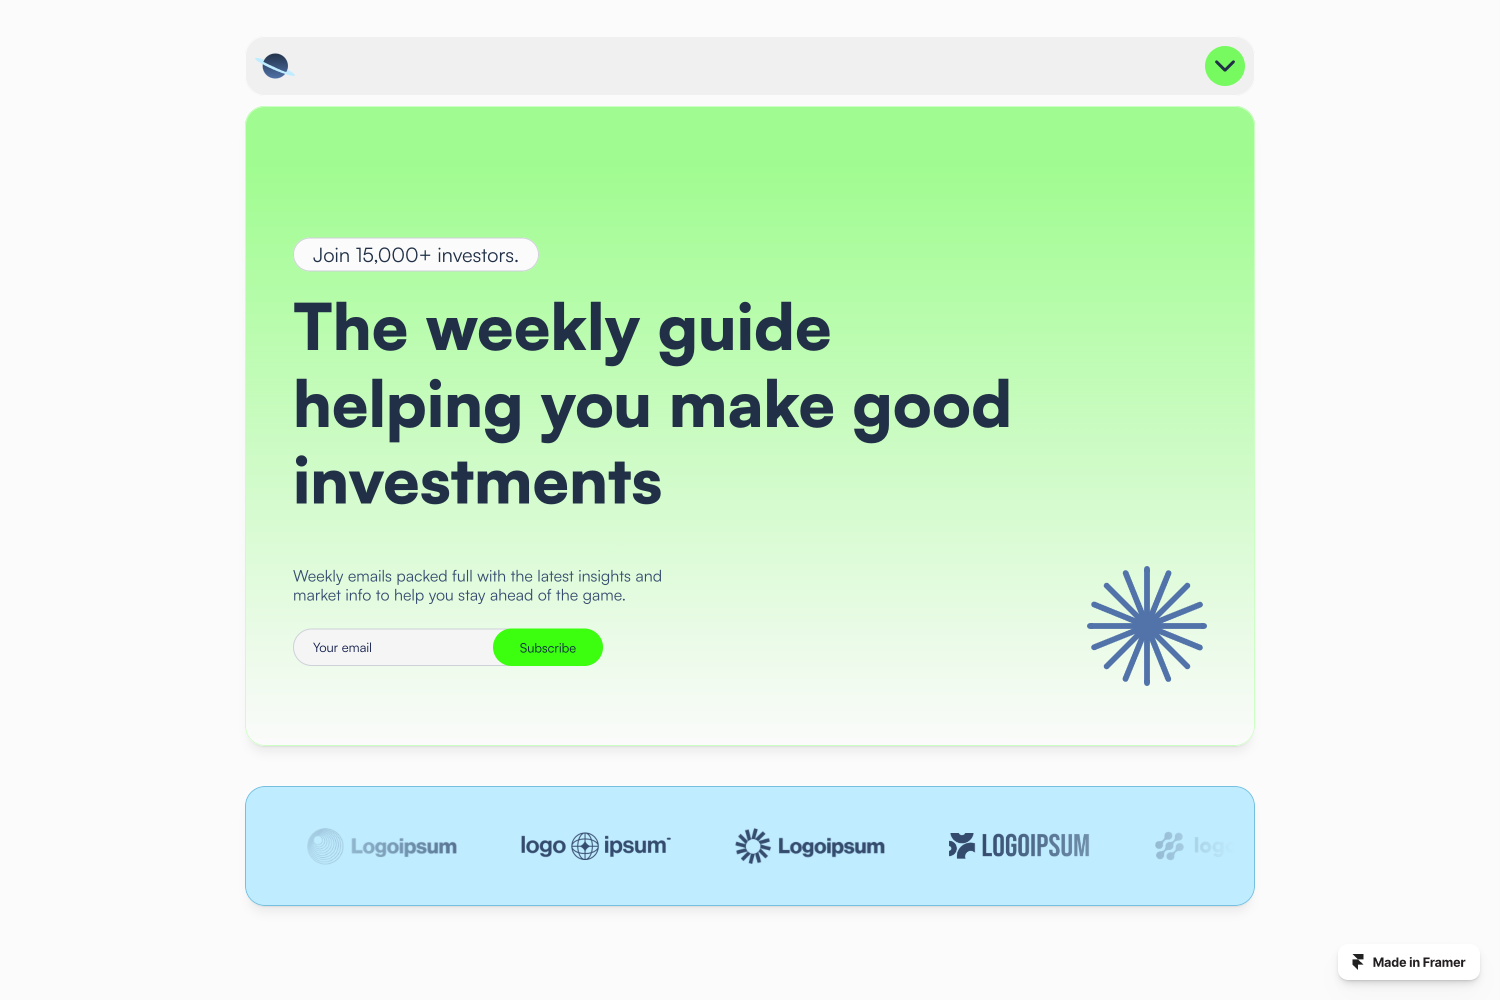 Join 15,000+ investors.
The weekly guide
helping you make good
investments
Weekly emails packed full with the latest insights and
market info to help you stay ahead of the game.
Your email
Subscribe
Logoipsum
logo ipsum
Logoipsum
LOGOIPSUM
logo
Made in Framer